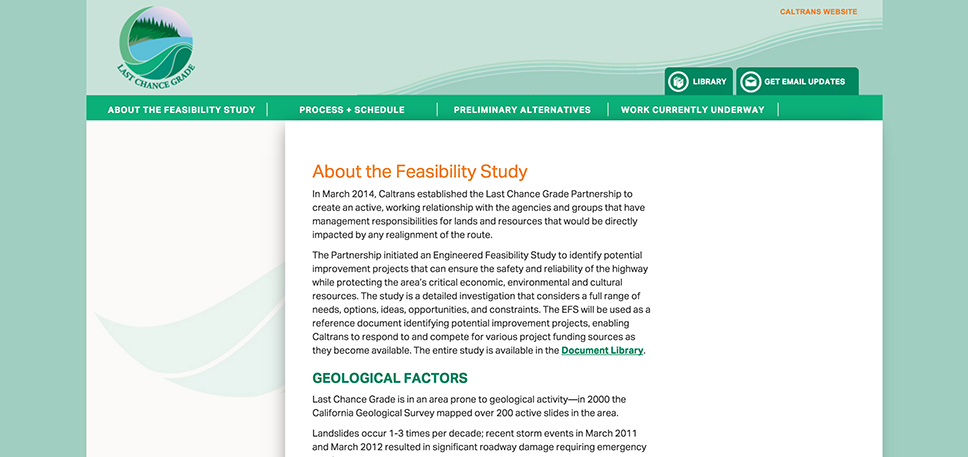 CALTRANS WEBSITE
LAST CHANCE GRADE
LIBRARY
GET EMAIL UPDATES
ABOUT THE FEASIBILITY STUDY
PROCESS + SCHEDULE
PRELIMINARY ALTERNATIVES
WORK CURRENTLY UNDERWAY
About the Feasibility Study
In March 2014, Caltrans established the Last Chance Grade Partnership to
create an active, working relationship with the agencies and groups that have
management responsibilities for lands and resources that would be directly
impacted by any realignment of the route.
The Partnership initiated an Engineered Feasibility Study to identify potential
improvement projects that can ensure the safety and reliability of the highway
while protecting the area's critical economic, environmental and cultural
resources. The study is a detailed investigation that considers a full range of
needs, options, ideas, opportunities, and constraints. The EFS will be used as a
reference document identifying potential improvement projects, enabling
Caltrans to respond to and compete for various project funding sources as
they become available. The entire study is available in the Document Library.
GEOLOGICAL FACTORS
Last Chance Grade is in an area prone to geological activity—in 2000 the
California Geological Survey mapped over 200 active slides in the area.
Landslides occur 1-3 times per decade; recent storm events in March 2011
and March 2012 resulted in significant roadway damage requiring emergency